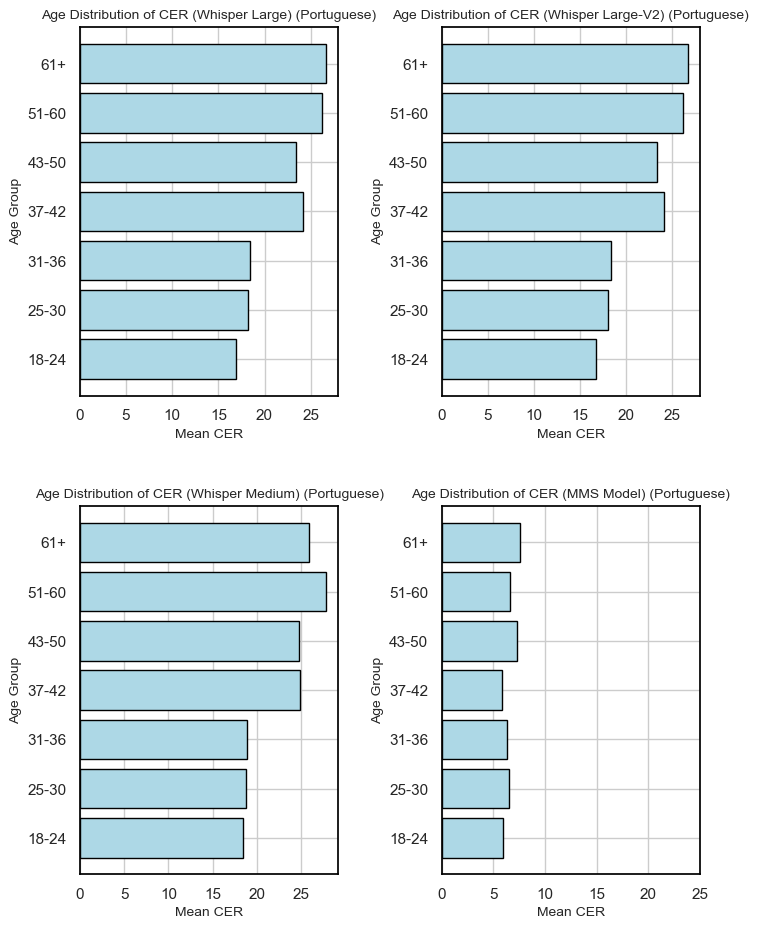 Age Distribution of CER (Whisper Large) (Portuguese)
61+
51-60
43-50
37-42
31-36
25-30
18-24
Age Group
0 5 10 15 20 25
Mean CER
Age Distribution of CER (Whisper Large-V2) (Portuguese)
61+
51-60
43-50
37-42
31-36
25-30
18-24
Age Group
0 5 10 15 20 25
Mean CER
Age Distribution of CER (Whisper Medium) (Portuguese)
61+
51-60
43-50
37-42
31-36
25-30
18-24
Age Group
0 5 10 15 20 25
Mean CER
Age Distribution of CER (MMS Model) (Portuguese)
61+
51-60
43-50
37-42
31-36
25-30
18-24
Age Group
0 5 10 15 20 25
Mean CER